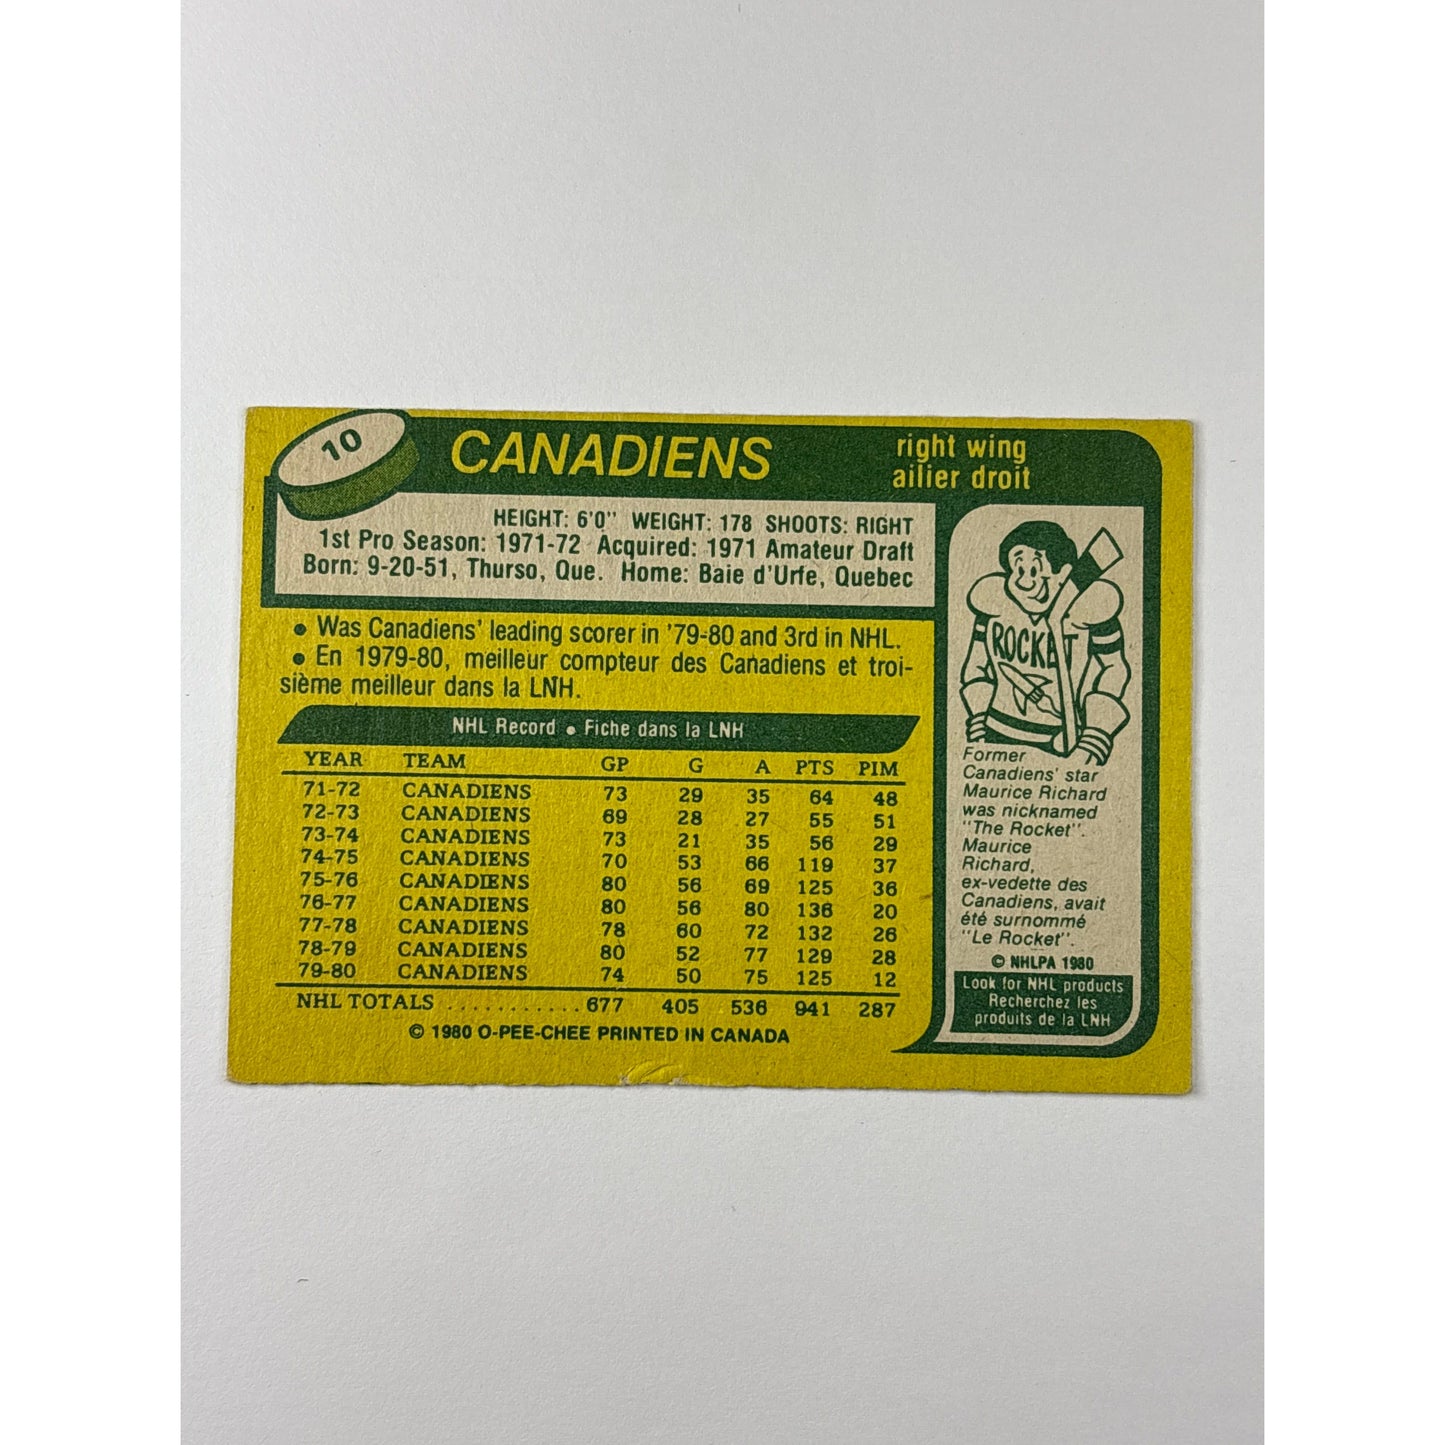 10
CANADIENS
right wing
ailier droit
HEIGHT: 6'0" WEIGHT: 178 SHOOTS: RIGHT
1st Pro Season: 1971-72 Acquired: 1971 Amateur Draft
Born: 9-20-51, Thurso, Que. Home: Baie d'Urfe, Quebec
• Was Canadiens' leading scorer in '79-80 and 3rd in NHL.
• En 1979-80, meilleur compteur des Canadiens et troi-
sième meilleur dans la LNH.
NHL Record • Fiche dans la LNH
YEAR TEAM GP G A PTS PIM
71-72 CANADIENS 73 29 35 64 48
72-73 CANADIENS 69 28 27 55 51
73-74 CANADIENS 73 21 35 56 29
74-75 CANADIENS 70 53 66 119 37
75-76 CANADIENS 80 56 69 125 36
76-77 CANADIENS 80 56 80 136 20
77-78 CANADIENS 78 60 72 132 26
78-79 CANADIENS 80 52 77 129 28
79-80 CANADIENS 74 50 75 125 12
NHL TOTALS ........... 677 405 536 941 287
© 1980 O-PEE-CHEE PRINTED IN CANADA
ROCKET
Former
Canadiens' star
Maurice Richard
was nicknamed
"The Rocket".
Maurice
Richard,
ex-vedette des
Canadiens, avait
été surnommé
"Le Rocket".
© NHLPA 1980
Look for NHL products
Recherchez les
produits de la LNH